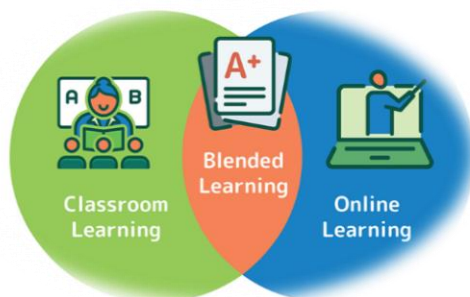 A B
A+
Blended
Learning
Classroom
Learning
Online
Learning